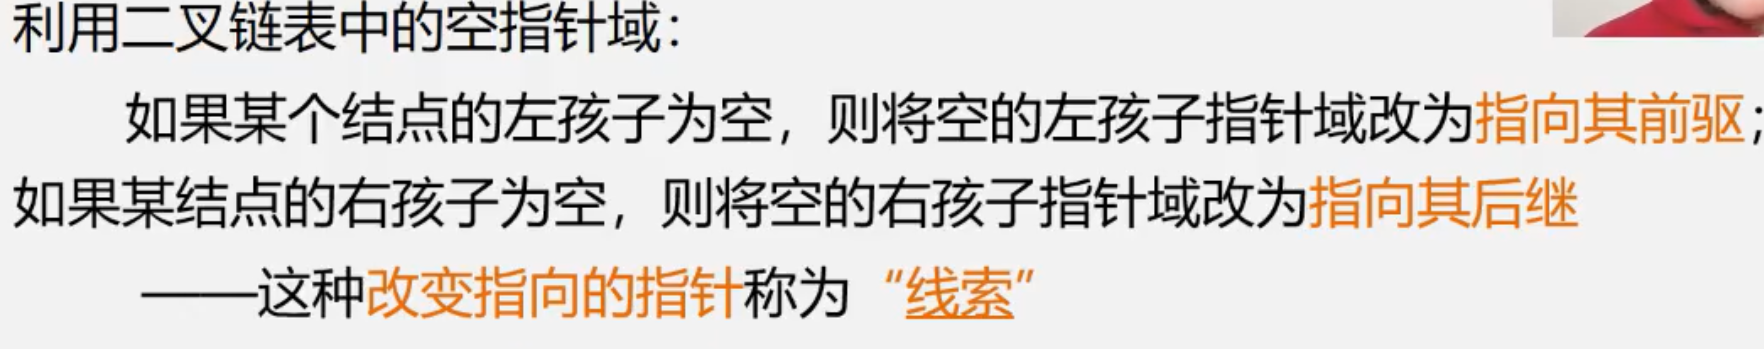 利用二叉链表中的空指针域：
如果某个结点的左孩子为空，则将空的左孩子指针域改为指向其前驱；
如果某结点的右孩子为空，则将空的右孩子指针域改为指向其后继
——这种改变指向的指针称为“线索”